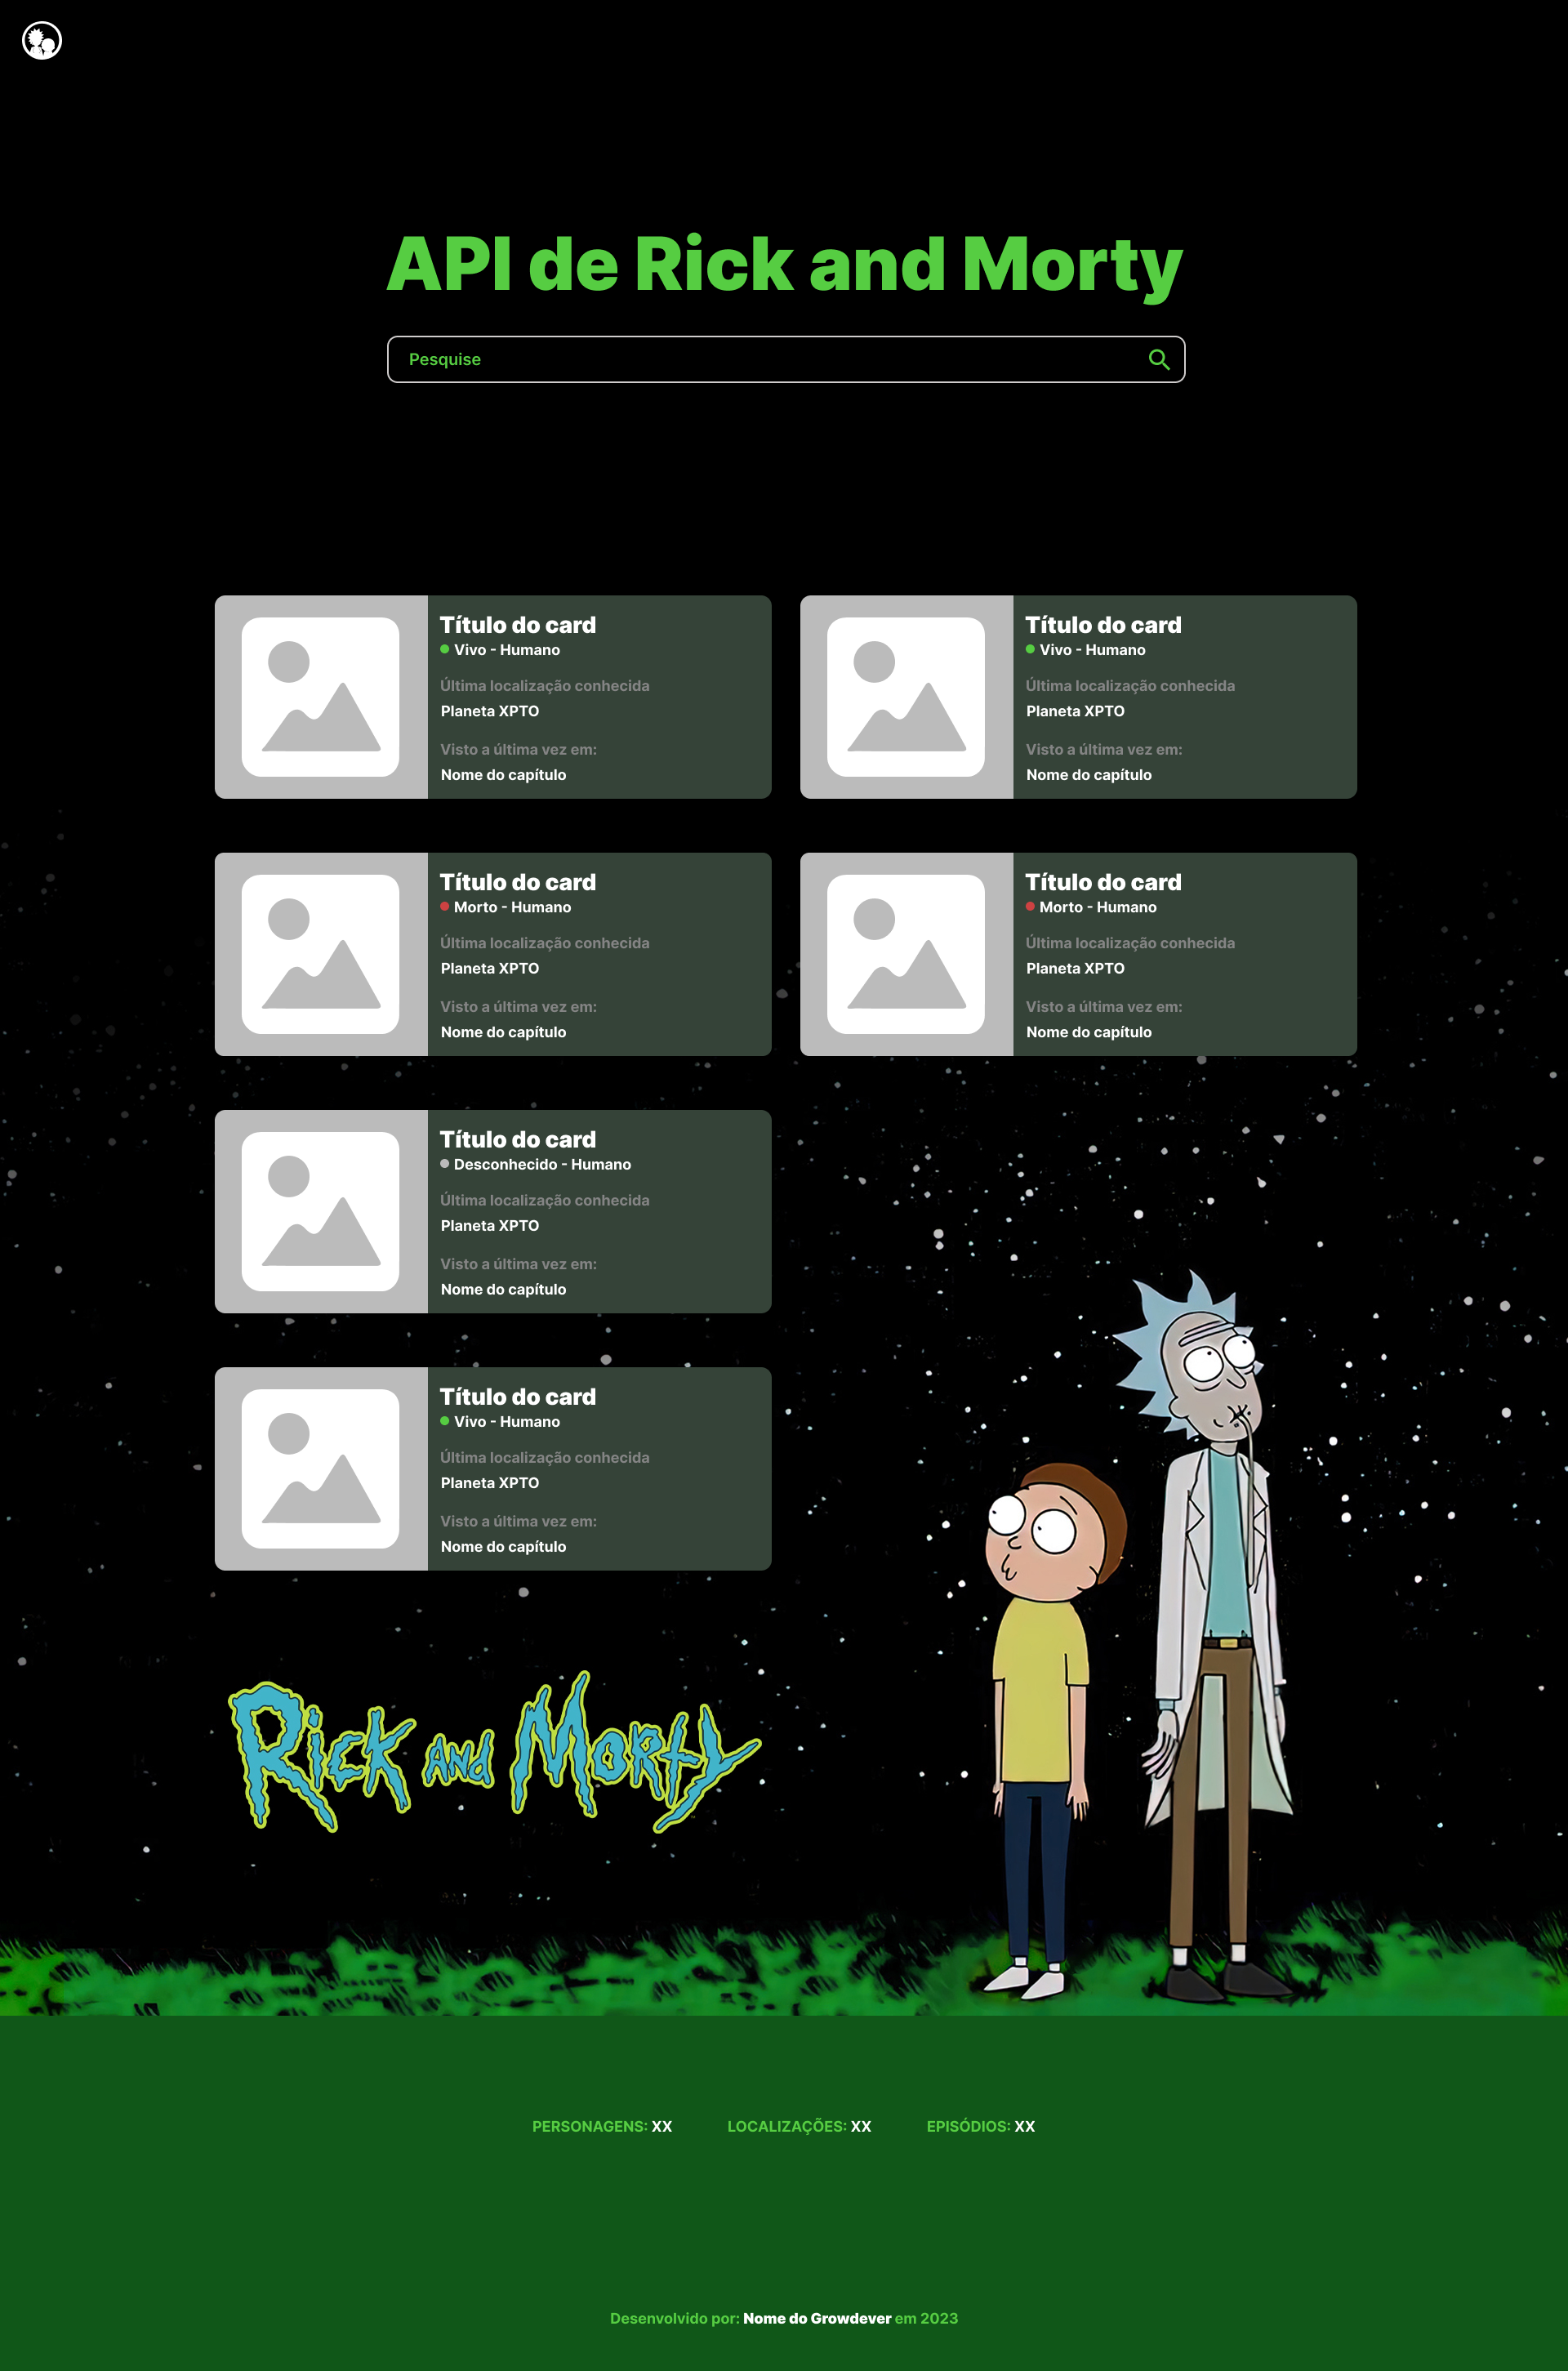 API de Rick and Morty
Pesquise
Título do card
Vivo - Humano
Última localização conhecida
Planeta XPTO
Visto a última vez em:
Nome do capítulo
Título do card
Vivo - Humano
Última localização conhecida
Planeta XPTO
Visto a última vez em:
Nome do capítulo
Título do card
Morto - Humano
Última localização conhecida
Planeta XPTO
Visto a última vez em:
Nome do capítulo
Título do card
Morto - Humano
Última localização conhecida
Planeta XPTO
Visto a última vez em:
Nome do capítulo
Título do card
Desconhecido - Humano
Última localização conhecida
Planeta XPTO
Visto a última vez em:
Nome do capítulo
Título do card
Vivo - Humano
Última localização conhecida
Planeta XPTO
Visto a última vez em:
Nome do capítulo
Rick and Morty
PERSONAGENS: XX
LOCALIZAÇÕES: XX
EPISÓDIOS: XX
Desenvolvido por: Nome do Growdever em 2023